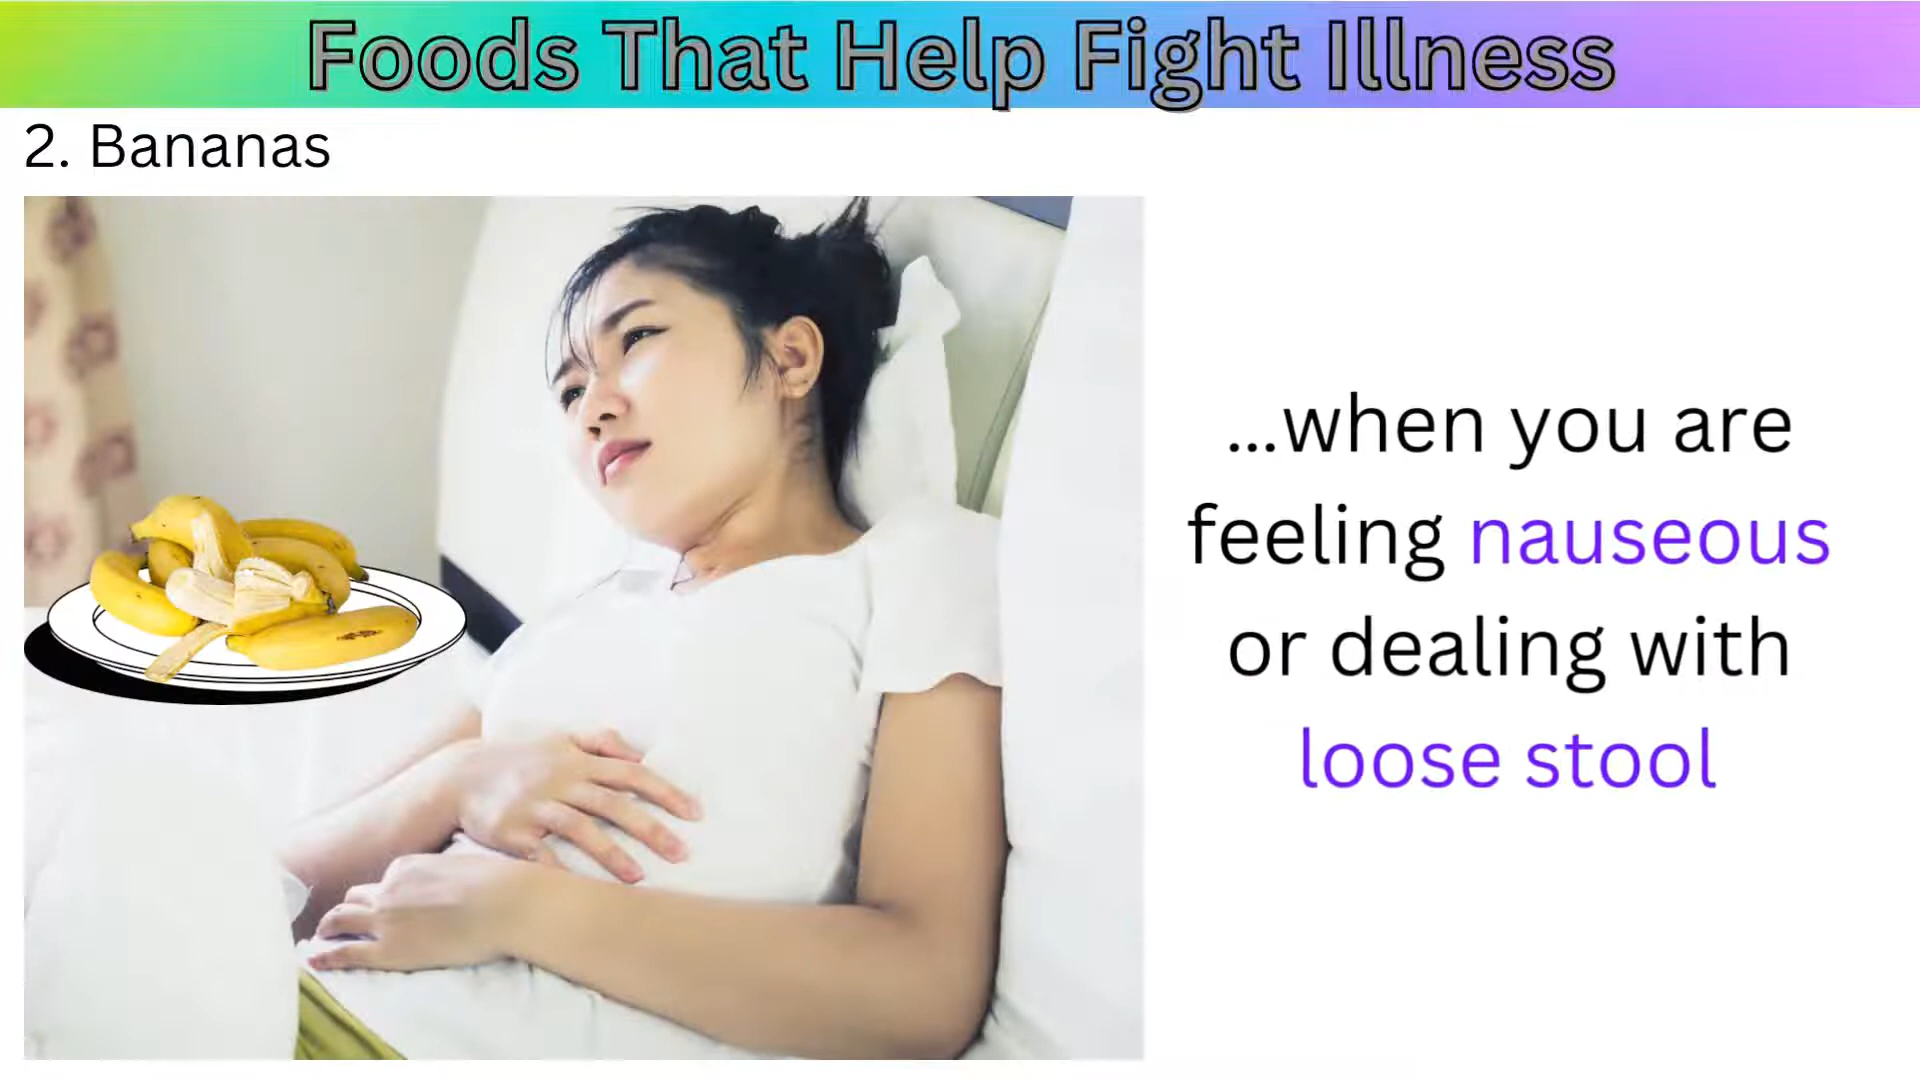 Foods That Help Fight Illness
2. Bananas
...when you are
feeling nauseous
or dealing with
loose stool